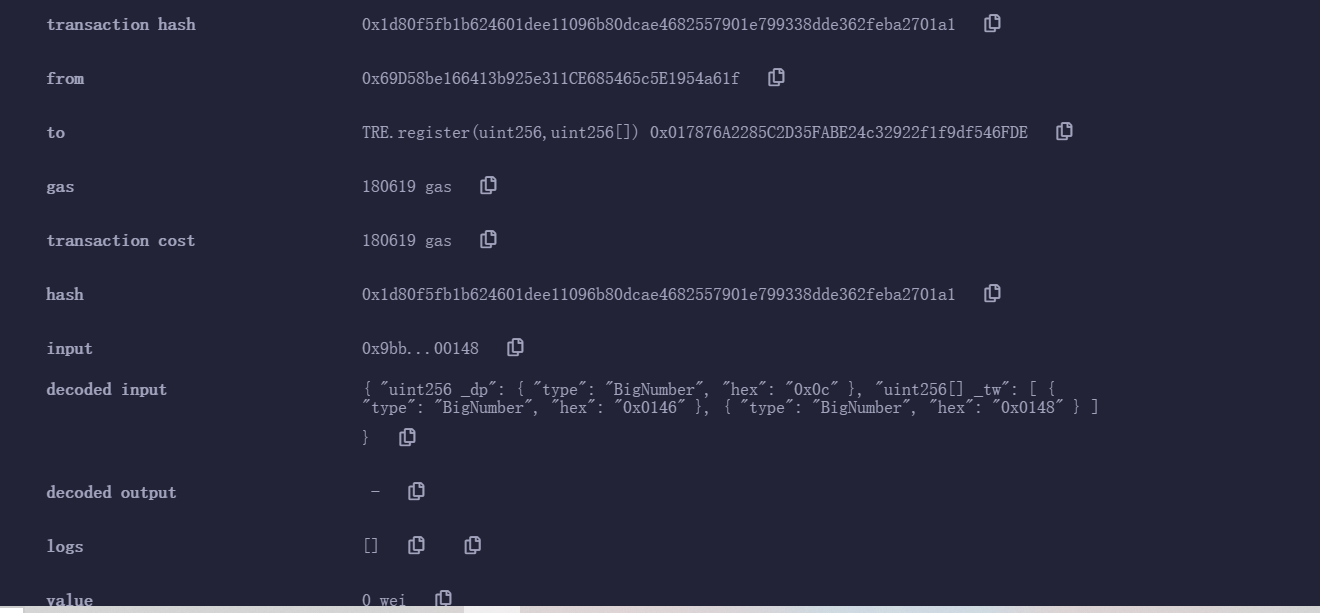 transaction hash 0x1d80f5fb1b624601dee11096b80dcae4682557901e799338dde362feba2701a1
from 0x69D58be166413b925e311CE685465c5E1954a61f
to TRE.register(uint256,uint256[]) 0x017876A2285C2D35FABE24c32922f1f9df546FDE
gas 180619 gas
transaction cost 180619 gas
hash 0x1d80f5fb1b624601dee11096b80dcae4682557901e799338dde362feba2701a1
input 0x9bb...00148
decoded input { "uint256 _dp": { "type": "BigNumber", "hex": "0x0c" }, "uint256[] _tw": [ {
"type": "BigNumber", "hex": "0x0146" }, { "type": "BigNumber", "hex": "0x0148" } ]
}
decoded output -
logs []
value 0 wei